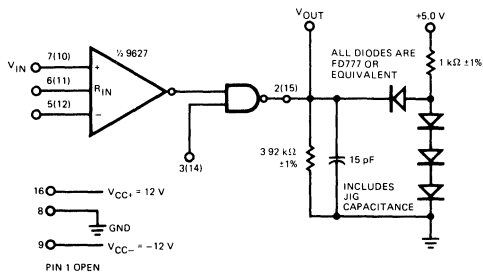 VOUT
+5.0 V
½ 9627
7(10)
VIN
+
6(11)
RIN
5(12)
−
2(15)
3(14)
ALL DIODES ARE
FD777 OR
EQUIVALENT
1 kΩ ±1%
3 92 kΩ
±1%
15 pF
INCLUDES
JIG
CAPACITANCE
16
VCC+ = 12 V
8
GND
9
VCC− = −12 V
PIN 1 OPEN